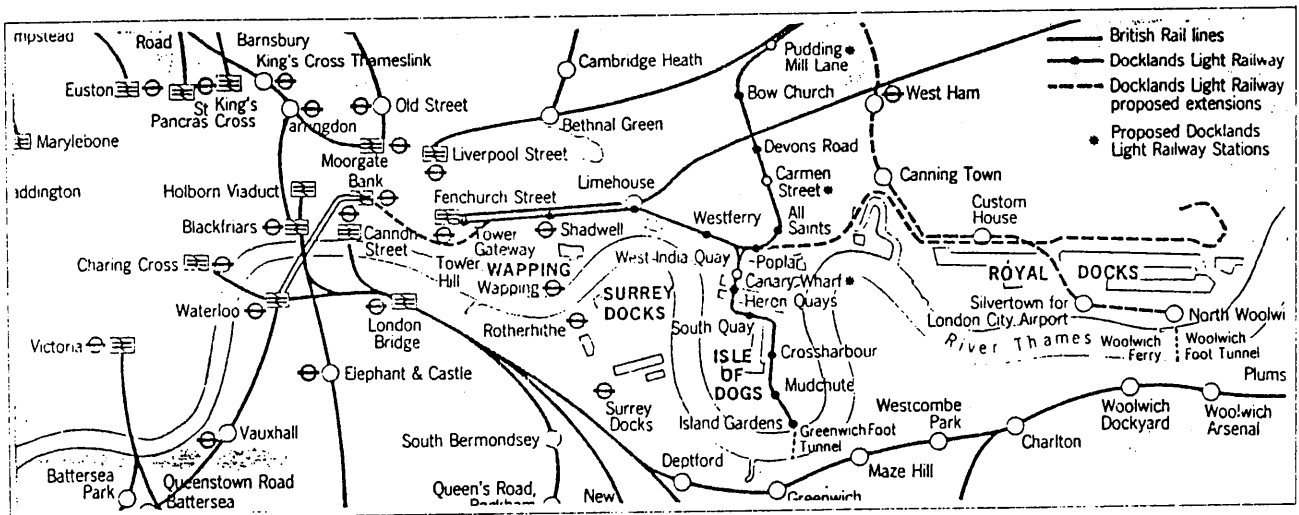 mpstead
Road
Barnsbury
King's Cross Thameslink
Euston
St
Pancras
King's
Cross
arringdon
Old Street
Marylebone
Moorgate
Liverpool Street
Cambridge Heath
Bethnal Green
Pudding *
Mill Lane
Bow Church
West Ham
British Rail lines
Docklands Light Railway
Docklands Light Railway
proposed extensions
* Proposed Docklands
Light Railway Stations
addington
Holborn Viaduct
Bank
Fenchurch Street
Limehouse
Devons Road
Carmen
Street *
Canning Town
Custom
House
Blackfriars
Cannon
Street
Tower
Gateway
Shadwell
Westferry
All
Saints
Charing Cross
Tower
Hill
WAPPING
Wapping
West India Quay
Poplar
Canary Wharf *
Heron Quays
ROYAL DOCKS
Waterloo
London
Bridge
Rotherhithe
SURREY
DOCKS
South Quay
Silvertown for
London City Airport
North Woolwi
River Thames
Woolwich
Ferry
Woolwich
Foot Tunnel
Victoria
Elephant & Castle
ISLE
OF
DOGS
Crossharbour
Mudchute
Plums
Surrey
Docks
Island Gardens
Greenwich Foot
Tunnel
Westcombe
Park
Charlton
Woolwich
Dockyard
Woolwich
Arsenal
Vauxhall
South Bermondsey
Deptford
Maze Hill
Battersea
Park
Queenstown Road
Battersea
Queen's Road,
New
Greenwich